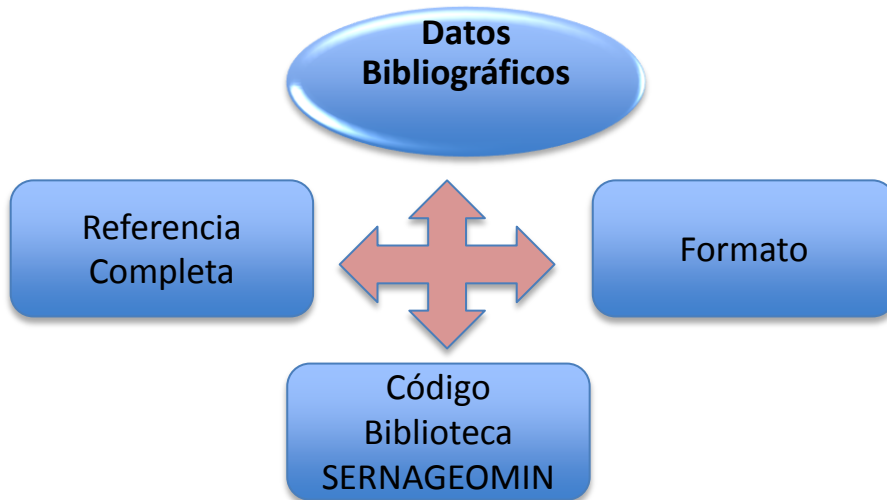 Datos
Bibliográficos
Referencia
Completa
Formato
Código
Biblioteca
SERNAGEOMIN